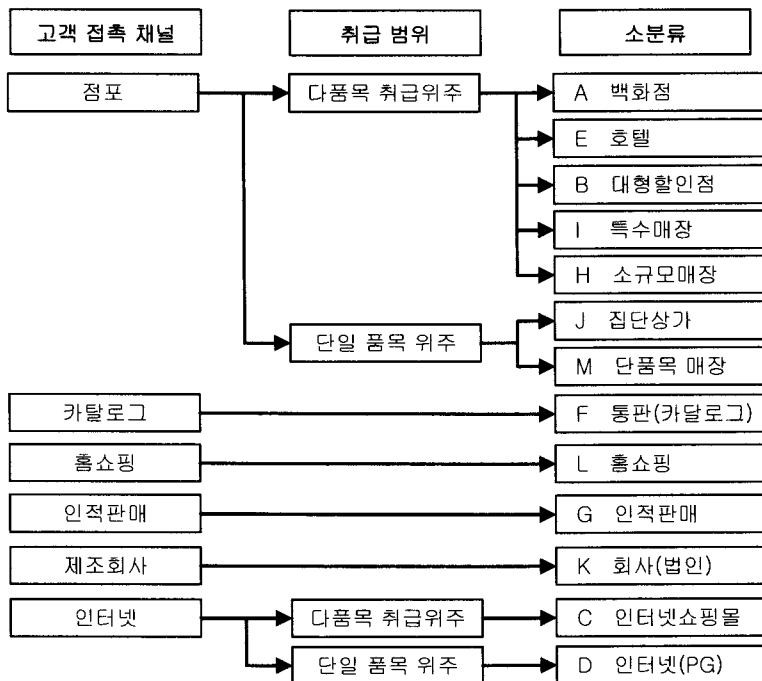 고객 접촉 채널 취급 범위 소분류
점포 다품목 취급위주 A 백화점
E 호텔
B 대형할인점
I 특수매장
H 소규모매장
단일 품목 위주 J 집단상가
M 단품목 매장
카탈로그 F 통판(카달로그)
홈쇼핑 L 홈쇼핑
인적판매 G 인적판매
제조회사 K 회사(법인)
인터넷 다품목 취급위주 C 인터넷쇼핑몰
단일 품목 위주 D 인터넷(PG)